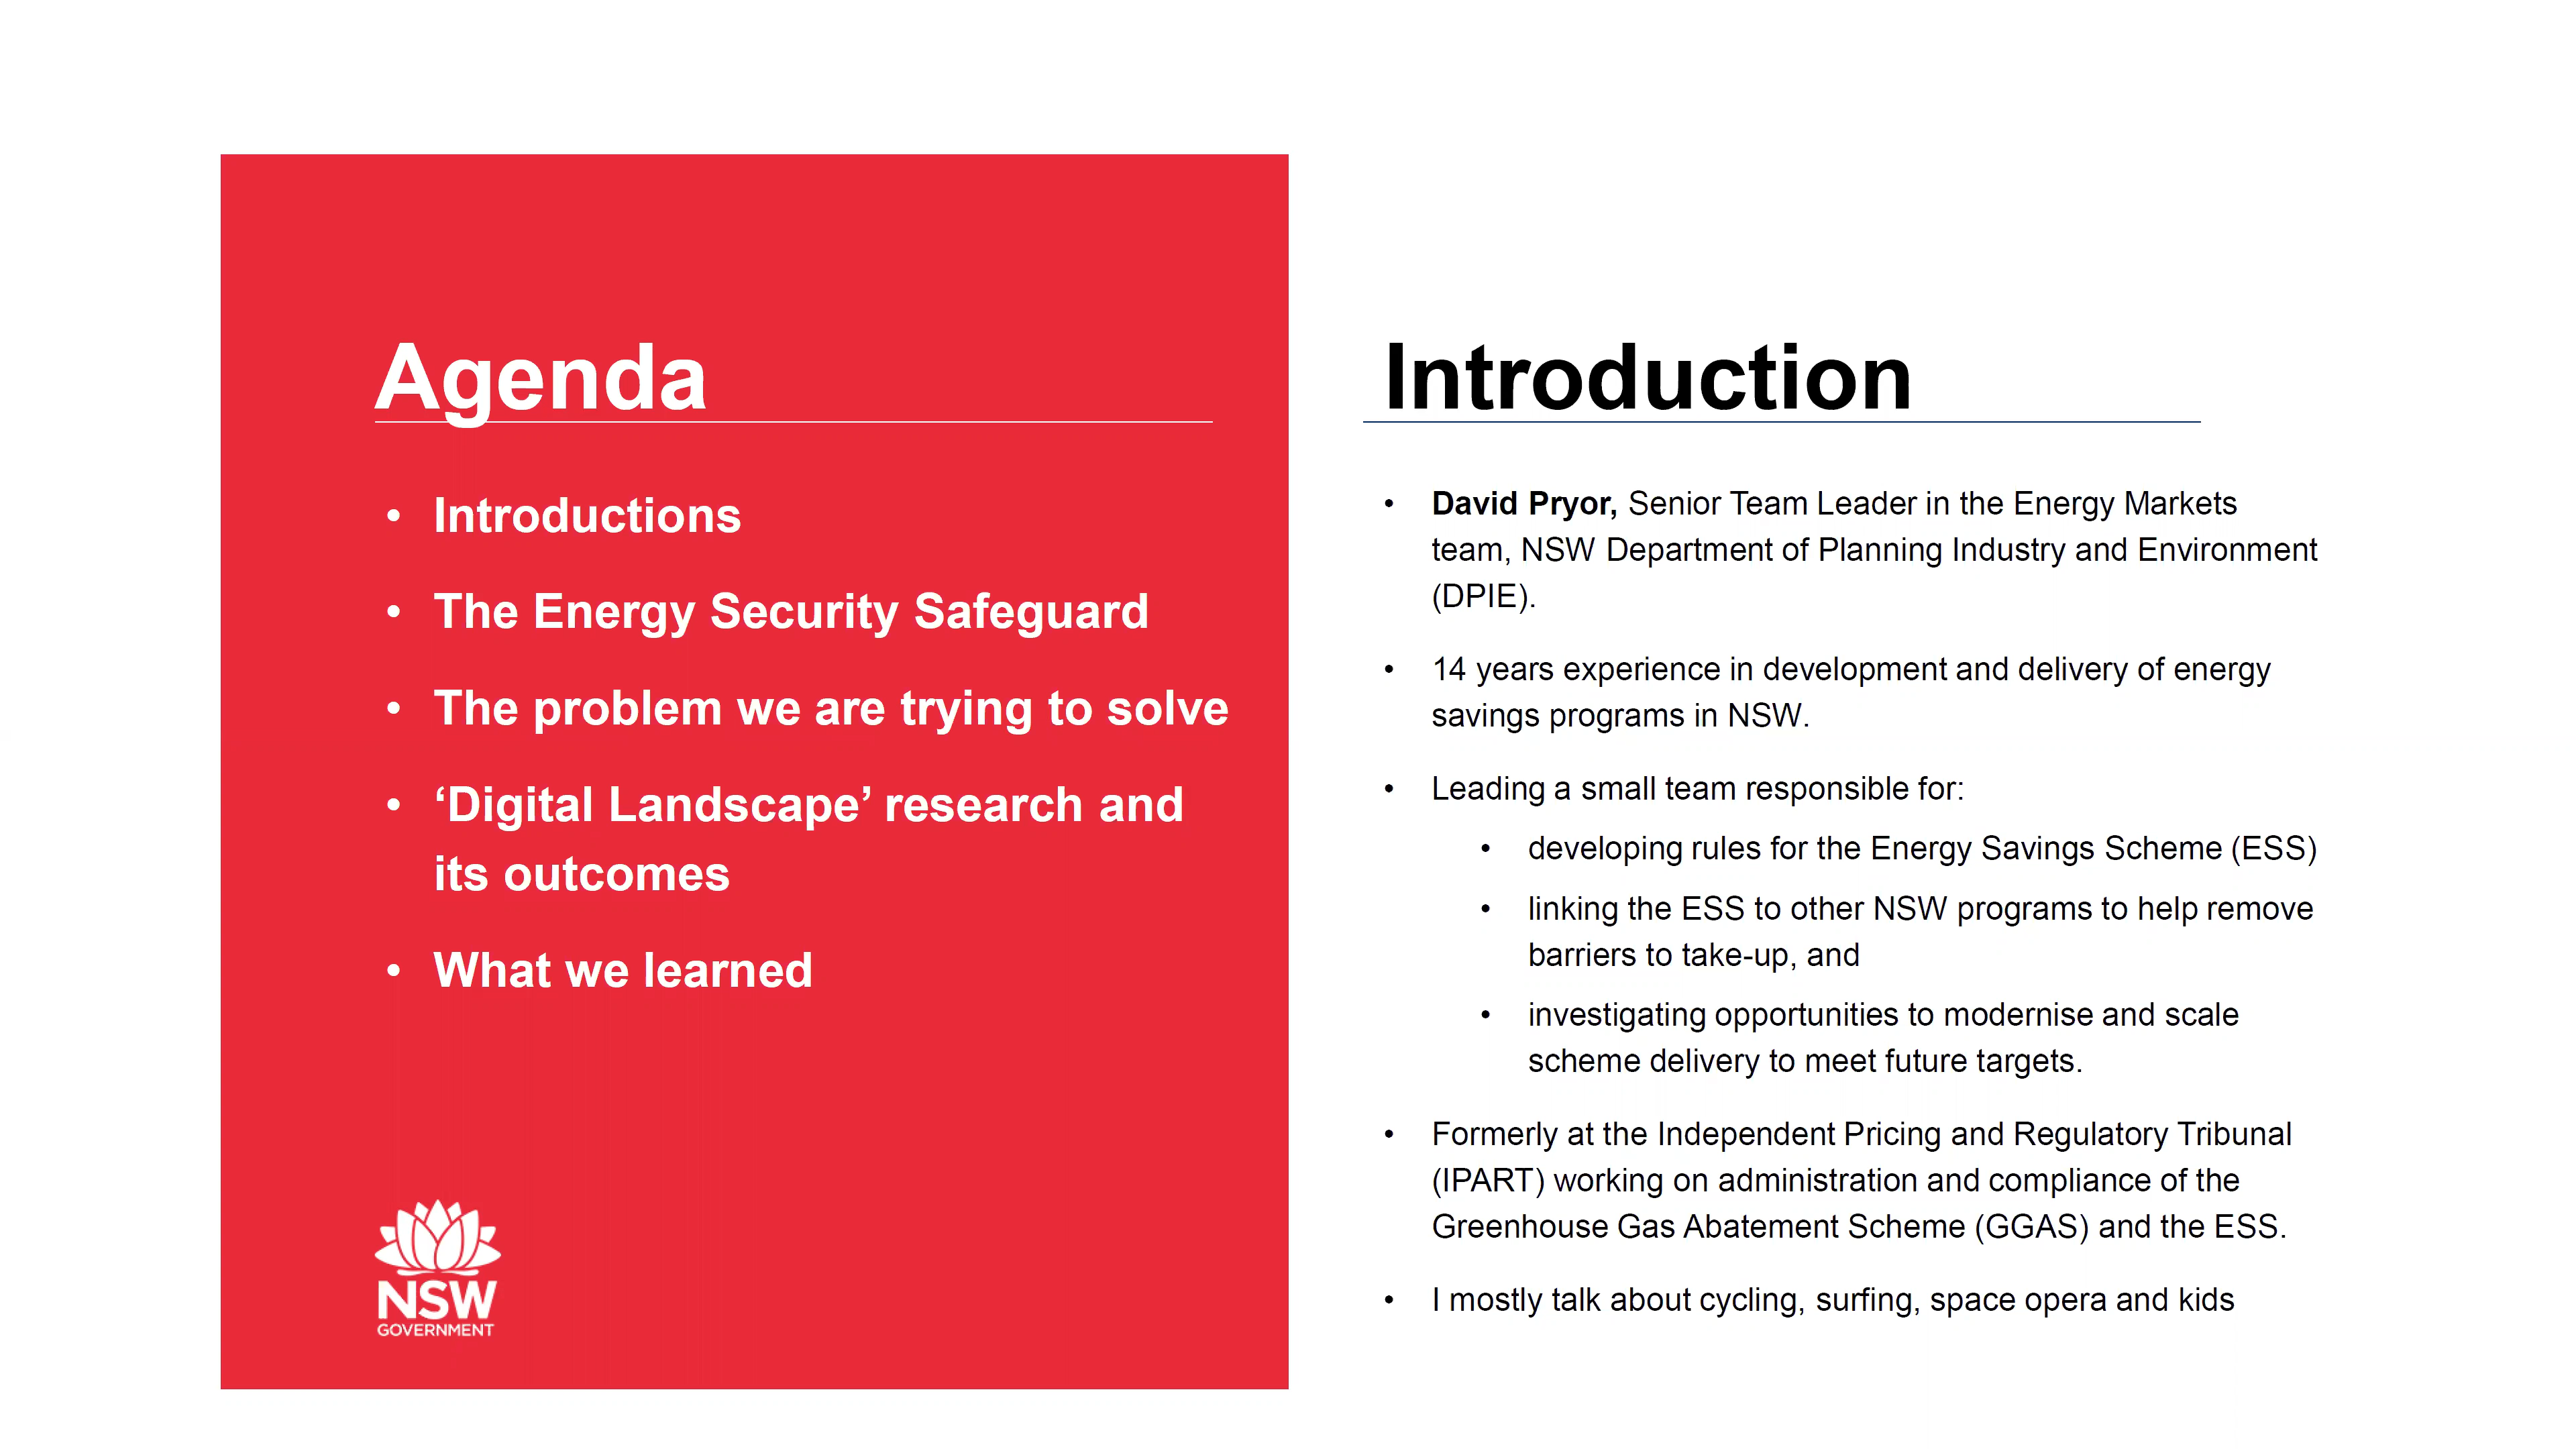 Agenda
• Introductions
• The Energy Security Safeguard
• The problem we are trying to solve
• ‘Digital Landscape’ research and
its outcomes
• What we learned
NSW
GOVERNMENT
Introduction
• David Pryor, Senior Team Leader in the Energy Markets
team, NSW Department of Planning Industry and Environment
(DPIE).
• 14 years experience in development and delivery of energy
savings programs in NSW.
• Leading a small team responsible for:
• developing rules for the Energy Savings Scheme (ESS)
• linking the ESS to other NSW programs to help remove
barriers to take-up, and
• investigating opportunities to modernise and scale
scheme delivery to meet future targets.
• Formerly at the Independent Pricing and Regulatory Tribunal
(IPART) working on administration and compliance of the
Greenhouse Gas Abatement Scheme (GGAS) and the ESS.
• I mostly talk about cycling, surfing, space opera and kids